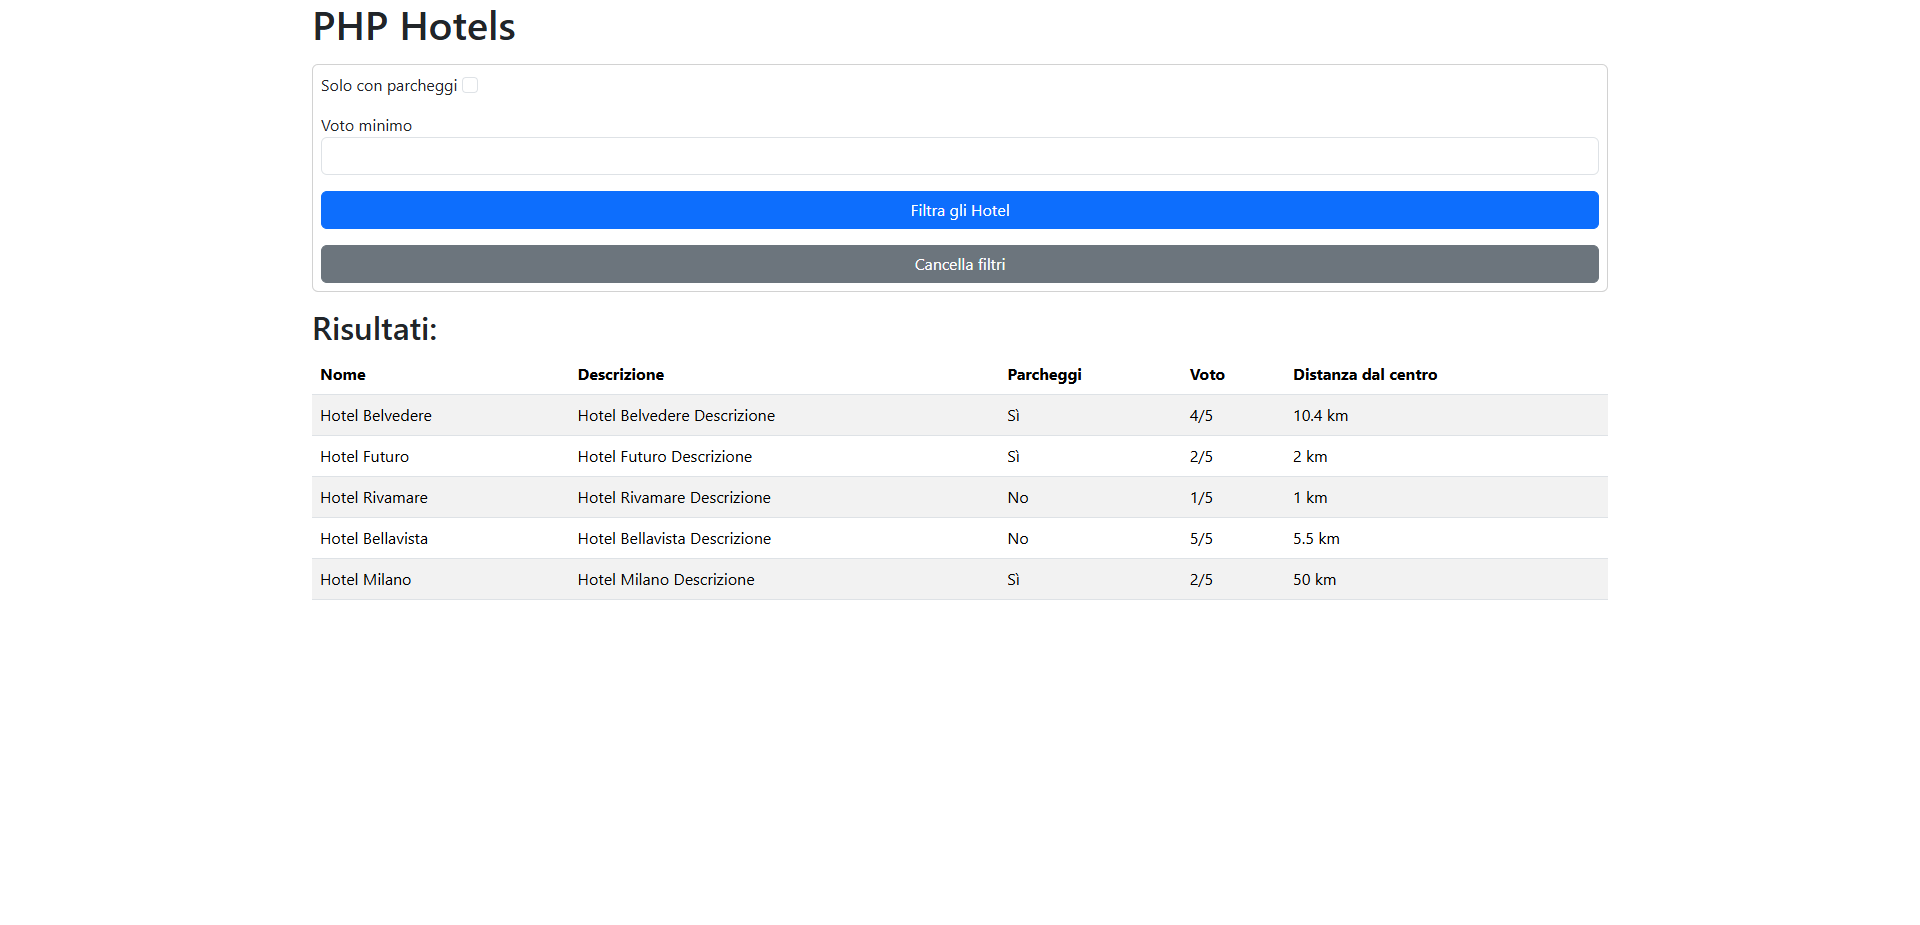 PHP Hotels
Solo con parcheggi
Voto minimo
Filtra gli Hotel
Cancella filtri
Risultati:
Nome Descrizione Parcheggi Voto Distanza dal centro
Hotel Belvedere Hotel Belvedere Descrizione Sì 4/5 10.4 km
Hotel Futuro Hotel Futuro Descrizione Sì 2/5 2 km
Hotel Rivamare Hotel Rivamare Descrizione No 1/5 1 km
Hotel Bellavista Hotel Bellavista Descrizione No 5/5 5.5 km
Hotel Milano Hotel Milano Descrizione Sì 2/5 50 km